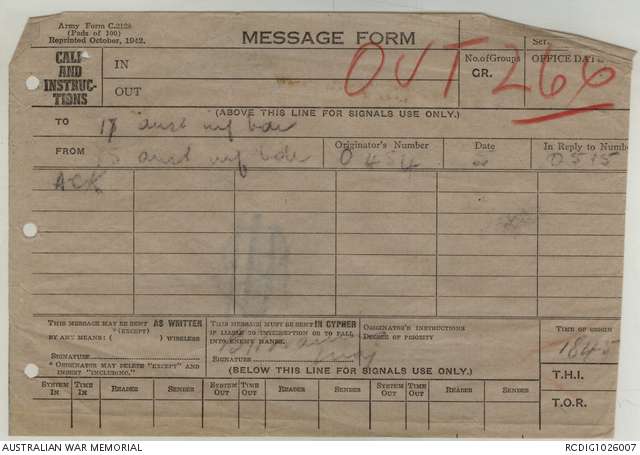 Army Form C.2128
(Pads of 100)
Reprinted October, 1942.
MESSAGE FORM
CALL AND INSTRUCTIONS
IN
OUT
OUT 266
No. of Groups
GR.
Ser.
OFFICE DATE
(ABOVE THIS LINE FOR SIGNALS USE ONLY.)
TO 17 aust inf bde
FROM 15 aust inf bde
Originator's Number
0 454
Date
In Reply to Number
0515
ACK
THIS MESSAGE MAY BE SENT AS WRITTEN
*(EXCEPT)
BY ANY MEANS: ( ) WIRELESS
SIGNATURE
* ORIGINATOR MAY DELETE "EXCEPT" AND INSERT "INCLUDING."
THIS MESSAGE MUST BE SENT IN CYPHER
IF LIABLE TO INTERCEPTION OR TO FALL INTO ENEMY HANDS.
SIGNATURE
ORIGINATOR'S INSTRUCTIONS
DEGREE OF PRIORITY
TIME OF ORIGIN
1845
T.H.I.
T.O.R.
(BELOW THIS LINE FOR SIGNALS USE ONLY.)
SYSTEM IN TIME IN READER SENDER SYSTEM OUT TIME OUT READER SENDER SYSTEM OUT TIME OUT READER SENDER
AUSTRALIAN WAR MEMORIAL
RCDIG1026007